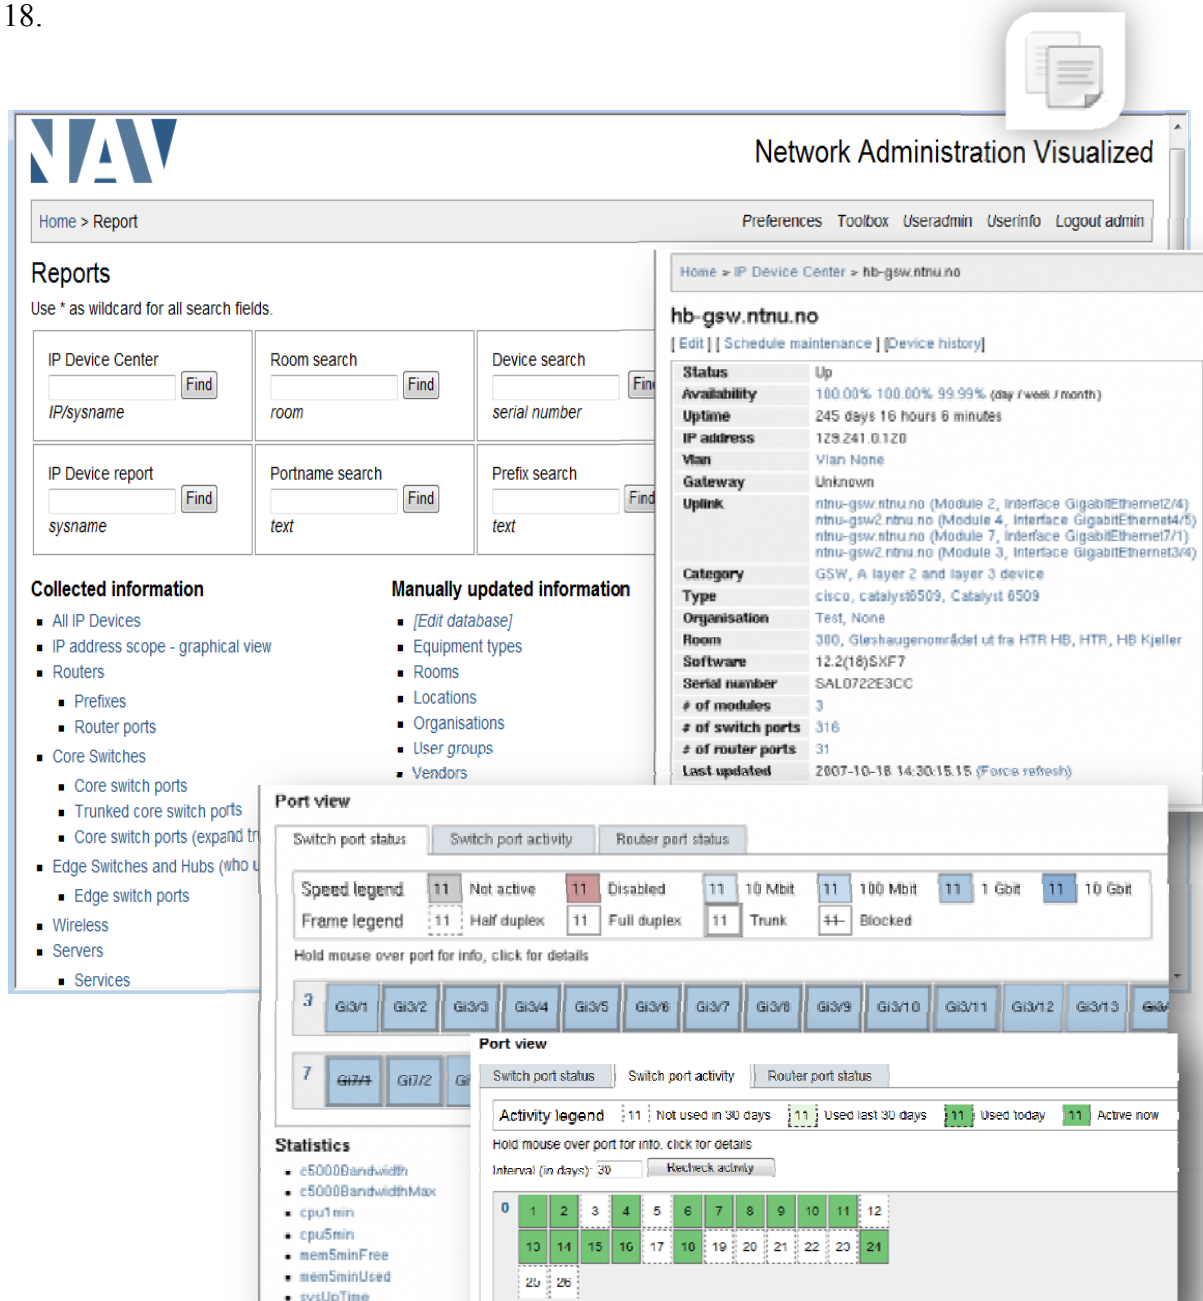 18.
NAV
Network Administration Visualized
Home > Report
Preferences Toolbox Useradmin Userinfo Logout admin
Reports
Use * as wildcard for all search fields.
IP Device Center
Find
IP/sysname
Room search
Find
room
Device search
serial number
IP Device report
Find
sysname
Portname search
Find
text
Prefix search
Find
text
Collected information
All IP Devices
IP address scope - graphical view
Routers
Prefixes
Router ports
Core Switches
Core switch ports
Trunked core switch ports
Core switch ports (expand
Edge Switches and Hubs (who
Edge switch ports
Wireless
Servers
Services
Manually updated information
[Edit database]
Equipment types
Rooms
Locations
Organisations
User groups
Vendors
Home > IP Device Center > hb-gsw.ntnu.no
hb-gsw.ntnu.no
[ Edit ] [ Schedule maintenance ] [Device history]
Status Up
Availability 100.00% 100.00% 99.99% (day / week / month)
Uptime 245 days 16 hours 6 minutes
IP address 129.241.0.120
Vlan Vlan None
Gateway Unknown
Uplink ntnu-gsw.ntnu.no (Module 2, Interface GigabitEthernet2/4)
ntnu-gsw2.ntnu.no (Module 4, Interface GigabitEthernet4/5)
ntnu-gsw.ntnu.no (Module 7, Interface GigabitEthernet7/1)
ntnu-gsw2.ntnu.no (Module 3, Interface GigabitEthernet3/4)
Category GSW, A layer 2 and layer 3 device
Type cisco, catalyst6509, Catalyst 6509
Organisation Test, None
Room 300, Gløshaugenområdet ut fra HTR HB, HTR, HB Kjeller
Software 12.2(18)SXF7
Serial number SAL0722E3CC
# of modules 3
# of switch ports 316
# of router ports 31
Last updated 2007-10-18 14:30:15.15 (Force refresh)
Port view
Switch port status Switch port activity Router port status
Speed legend 11 Not active 11 Disabled 11 10 Mbit 11 100 Mbit 11 1 Gbit 11 10 Gbit
Frame legend 11 Half duplex 11 Full duplex 11 Trunk 11 Blocked
Hold mouse over port for info, click for details
3 Gi3/1 Gi3/2 Gi3/3 Gi3/4 Gi3/5 Gi3/6 Gi3/7 Gi3/8 Gi3/9 Gi3/10 Gi3/11 Gi3/12 Gi3/13
7 Gi7/1 Gi7/2
Statistics
c5000Bandwidth
c5000BandwidthMax
cpu1min
cpu5min
mem5minFree
mem5minUsed
sysUpTime
Port view
Switch port status Switch port activity Router port status
Activity legend 11 Not used in 30 days 11 Used last 30 days 11 Used today 11 Active now
Hold mouse over port for info, click for details
Interval (in days): 30 Recheck activity
0 1 2 3 4 5 6 7 8 9 10 11 12
13 14 15 16 17 18 19 20 21 22 23 24
25 26